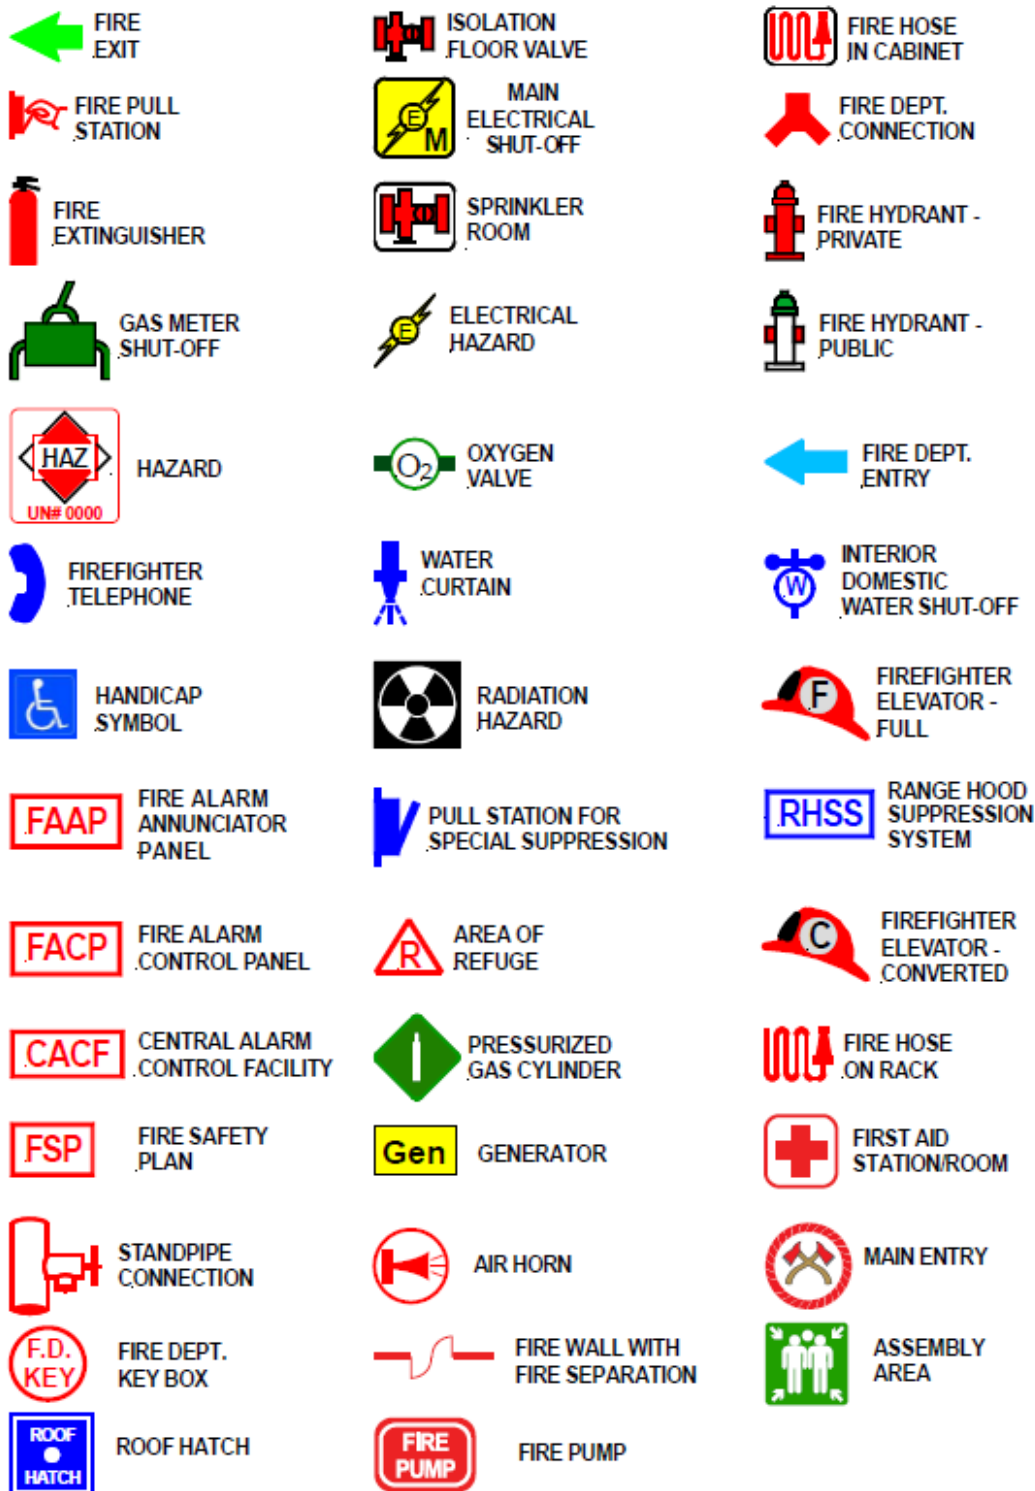 FIRE
EXIT
ISOLATION
FLOOR VALVE
FIRE HOSE
IN CABINET
FIRE PULL
STATION
E
M
MAIN
ELECTRICAL
SHUT-OFF
FIRE DEPT.
CONNECTION
FIRE
EXTINGUISHER
SPRINKLER
ROOM
FIRE HYDRANT -
PRIVATE
GAS METER
SHUT-OFF
E
ELECTRICAL
HAZARD
FIRE HYDRANT -
PUBLIC
HAZ
UN# 0000
HAZARD
O2
OXYGEN
VALVE
FIRE DEPT.
ENTRY
FIREFIGHTER
TELEPHONE
WATER
CURTAIN
W
INTERIOR
DOMESTIC
WATER SHUT-OFF
HANDICAP
SYMBOL
RADIATION
HAZARD
F
FIREFIGHTER
ELEVATOR -
FULL
FAAP
FIRE ALARM
ANNUNCIATOR
PANEL
PULL STATION FOR
SPECIAL SUPPRESSION
RHSS
RANGE HOOD
SUPPRESSION
SYSTEM
FACP
FIRE ALARM
CONTROL PANEL
R
AREA OF
REFUGE
C
FIREFIGHTER
ELEVATOR -
CONVERTED
CACF
CENTRAL ALARM
CONTROL FACILITY
PRESSURIZED
GAS CYLINDER
FIRE HOSE
ON RACK
FSP
FIRE SAFETY
PLAN
Gen
GENERATOR
FIRST AID
STATION/ROOM
STANDPIPE
CONNECTION
AIR HORN
MAIN ENTRY
F.D.
KEY
FIRE DEPT.
KEY BOX
FIRE WALL WITH
FIRE SEPARATION
ASSEMBLY
AREA
ROOF
HATCH
ROOF HATCH
FIRE
PUMP
FIRE PUMP